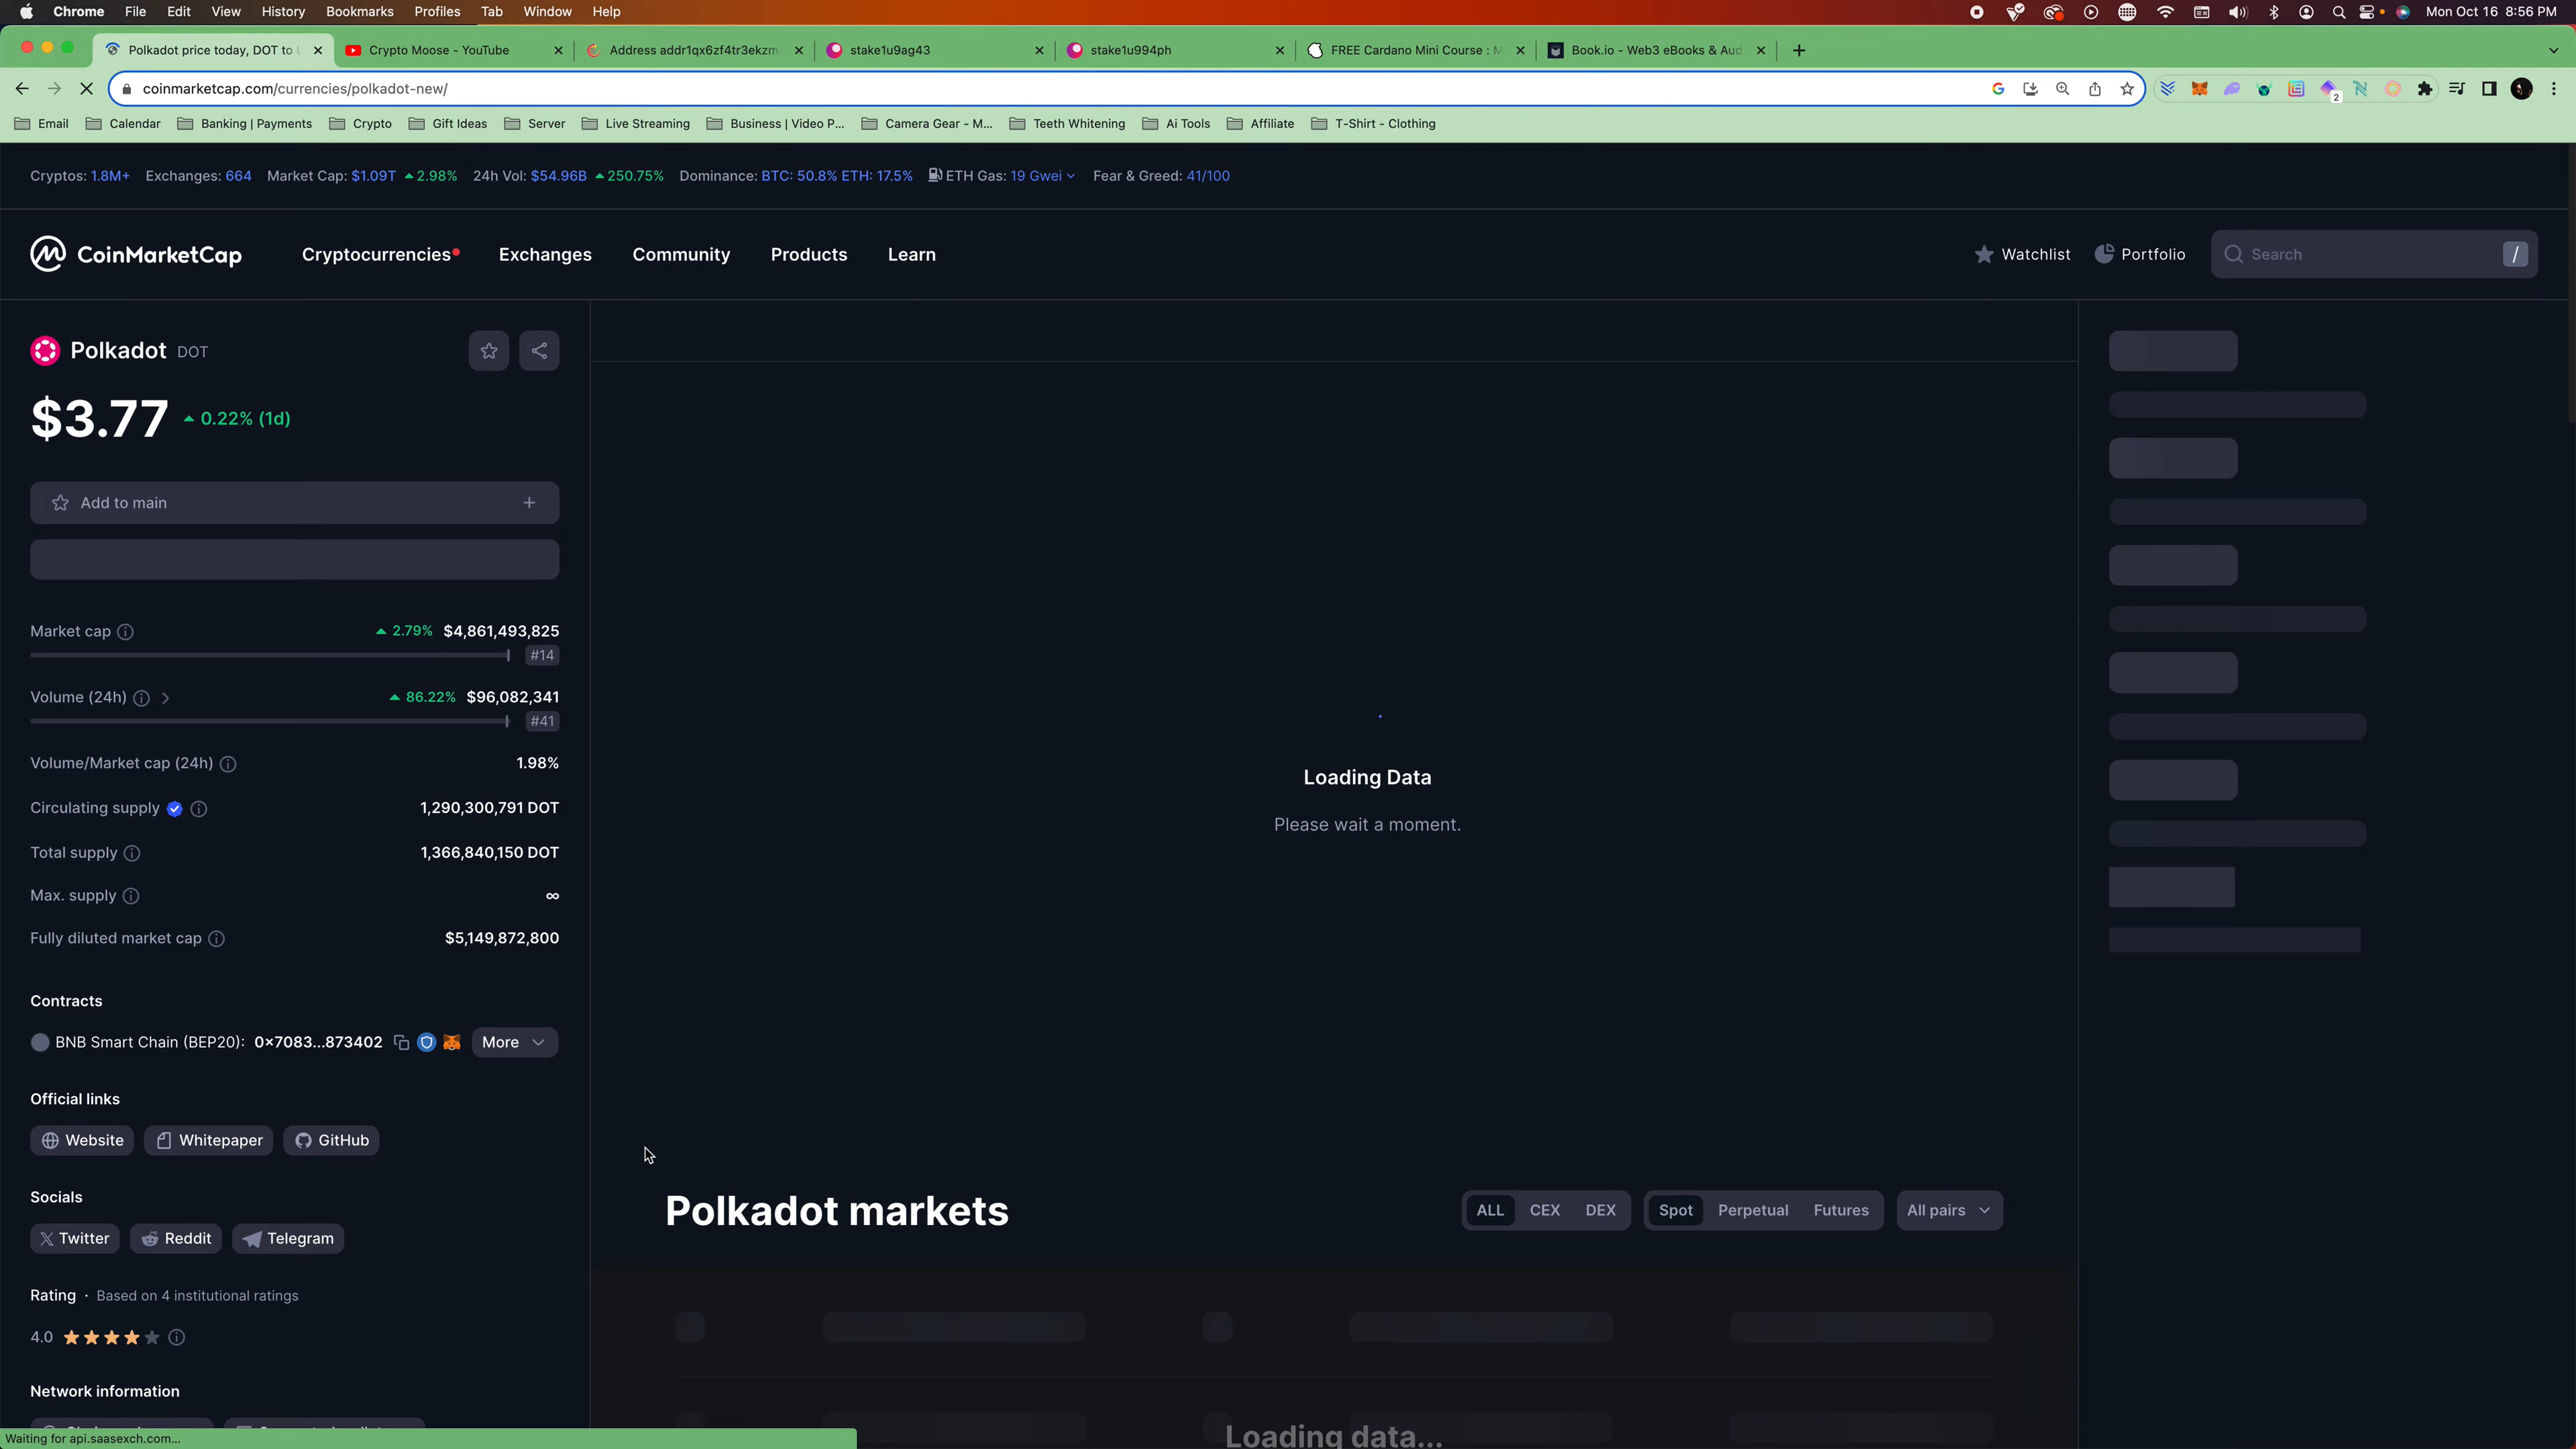 Chrome File Edit View History Bookmarks Profiles Tab Window Help Mon Oct 16 8:56 PM
Polkadot price today, DOT to Crypto Moose - YouTube Address addr1qx6zf4tr3ekzm stake1u9ag43 stake1u994ph FREE Cardano Mini Course : M Book.io - Web3 eBooks & Aud
coinmarketcap.com/currencies/polkadot-new/ 2
Email Calendar Banking | Payments Crypto Gift Ideas Server Live Streaming Business | Video P... Camera Gear - M... Teeth Whitening Ai Tools Affiliate T-Shirt - Clothing
Cryptos: 1.8M+ Exchanges: 664 Market Cap: $1.09T 2.98% 24h Vol: $54.96B 250.75% Dominance: BTC: 50.8% ETH: 17.5% ETH Gas: 19 Gwei Fear & Greed: 41/100
CoinMarketCap Cryptocurrencies Exchanges Community Products Learn Watchlist Portfolio Search /
Polkadot DOT
$3.77 0.22% (1d)
Add to main +
Market cap 2.79% $4,861,493,825
#14
Volume (24h) 86.22% $96,082,341
#41
Volume/Market cap (24h) 1.98%
Circulating supply 1,290,300,791 DOT
Total supply 1,366,840,150 DOT
Max. supply ∞
Fully diluted market cap $5,149,872,800
Loading Data
Please wait a moment.
Contracts
BNB Smart Chain (BEP20): 0x7083...873402 More
Official links
Website Whitepaper GitHub
Socials
Twitter Reddit Telegram
Rating · Based on 4 institutional ratings
4.0
Network information
Polkadot markets ALL CEX DEX Spot Perpetual Futures All pairs
Loading data...
Waiting for api.saasexch.com...